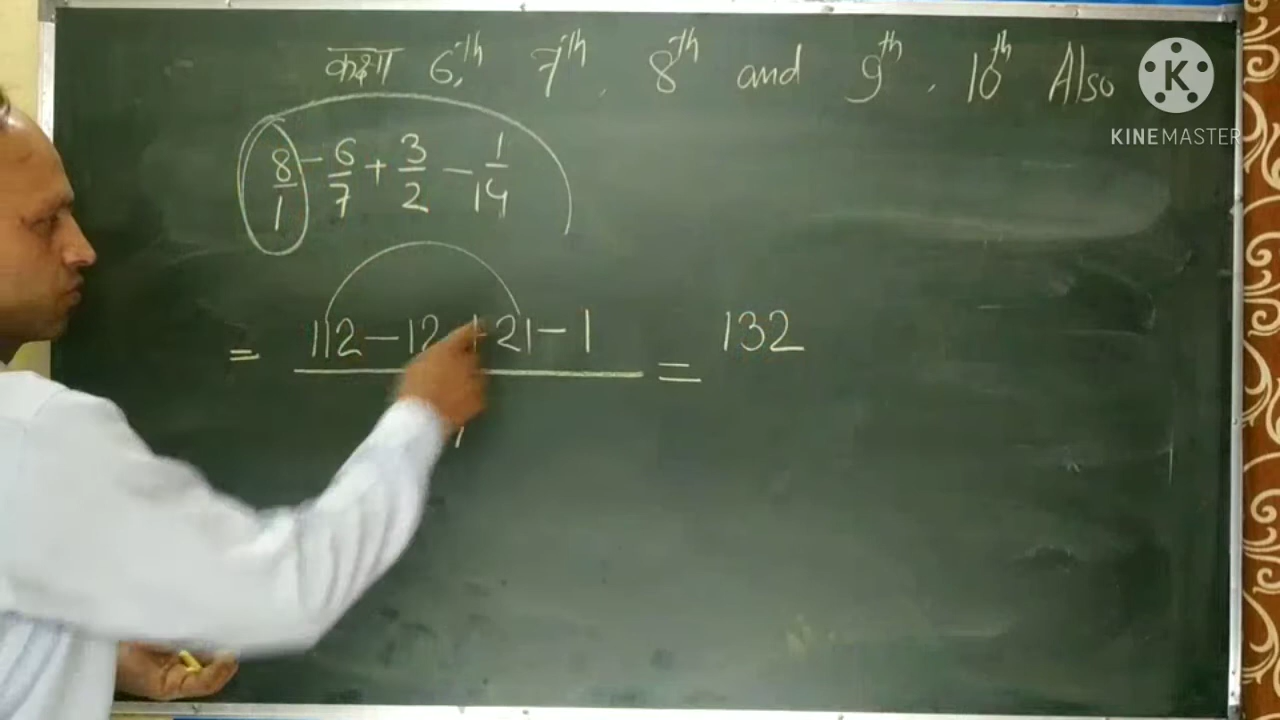 कक्षा 6th, 7th, 8th and 9th, 10th Also
K
KINEMASTER
8/1 - 6/7 + 3/2 - 1/14
= 112 - 12 + 21 - 1 = 132